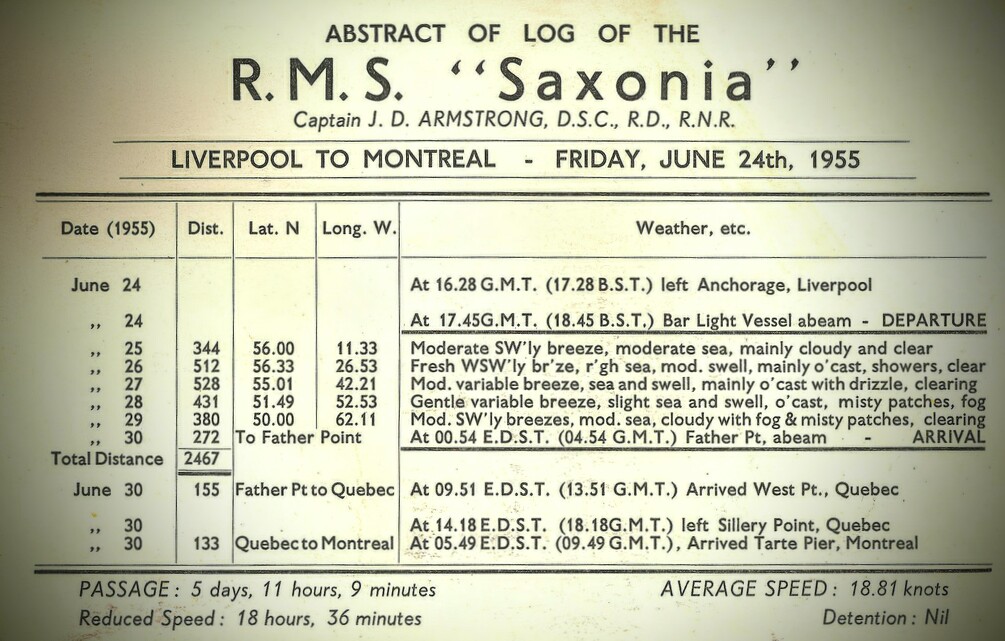 ABSTRACT OF LOG OF THE
R.M.S. “Saxonia”
Captain J. D. ARMSTRONG, D.S.C., R.D., R.N.R.
LIVERPOOL TO MONTREAL - FRIDAY, JUNE 24th, 1955
Date (1955) Dist. Lat. N Long. W. Weather, etc.
June 24 At 16.28 G.M.T. (17.28 B.S.T.) left Anchorage, Liverpool
,, 24 At 17.45G.M.T. (18.45 B.S.T.) Bar Light Vessel abeam - DEPARTURE
,, 25 344 56.00 11.33 Moderate SW'ly breeze, moderate sea, mainly cloudy and clear
,, 26 512 56.33 26.53 Fresh WSW'ly br'ze, r'gh sea, mod. swell, mainly o'cast, showers, clear
,, 27 528 55.01 42.21 Mod. variable breeze, sea and swell, mainly o'cast with drizzle, clearing
,, 28 431 51.49 52.53 Gentle variable breeze, slight sea and swell, o'cast, misty patches, fog
,, 29 380 50.00 62.11 Mod. SW'ly breezes, mod. sea, cloudy with fog & misty patches, clearing
,, 30 272 To Father Point At 00.54 E.D.S.T. (04.54 G.M.T.) Father Pt, abeam - ARRIVAL
Total Distance 2467
June 30 155 Father Pt to Quebec At 09.51 E.D.S.T. (13.51 G.M.T.) Arrived West Pt., Quebec
,, 30 At 14.18 E.D.S.T. (18.18G.M.T.) left Sillery Point, Quebec
,, 30 133 Quebec to Montreal At 05.49 E.D.S.T. (09.49 G.M.T.), Arrived Tarte Pier, Montreal
PASSAGE : 5 days, 11 hours, 9 minutes AVERAGE SPEED : 18.81 knots
Reduced Speed : 18 hours, 36 minutes Detention : Nil